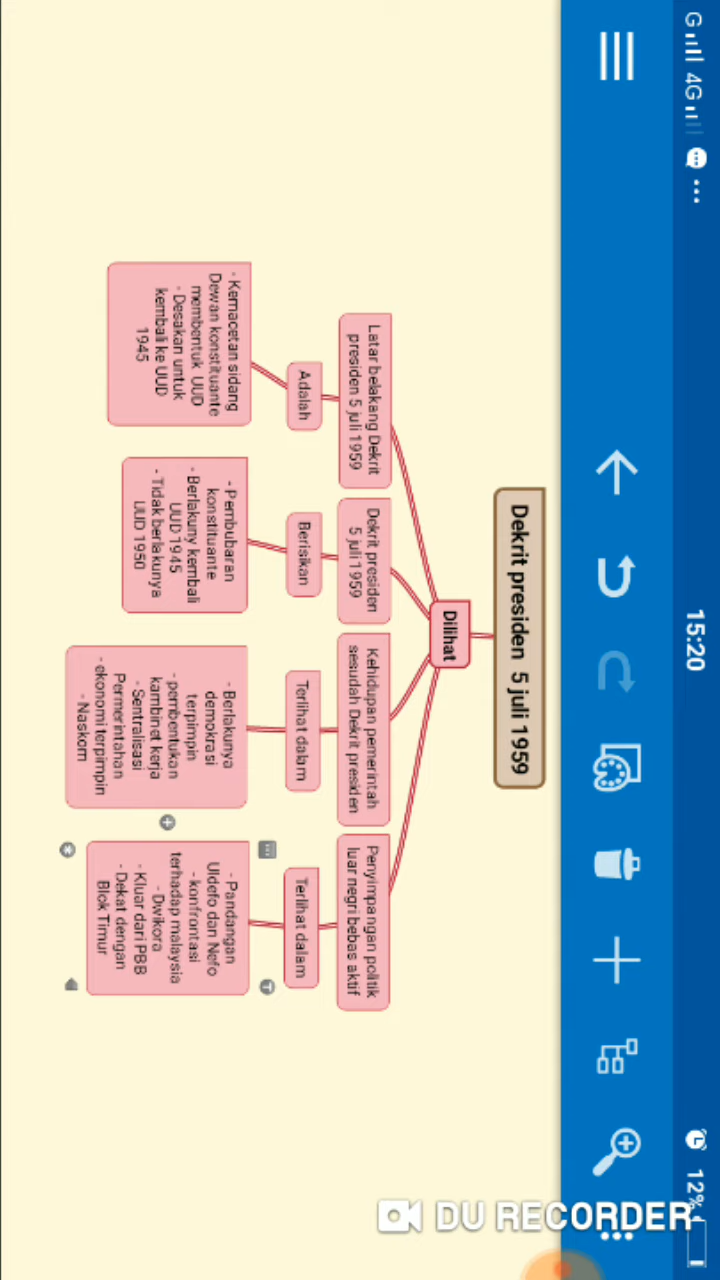 G 4G ...
15:20
12%
Dekrit presiden 5 juli 1959
Dilihat
Latar belakang Dekrit
presiden 5 juli 1959
Adalah
- Kemacetan sidang
Dewan konstituante
membentuk UUD
- Desakan untuk
kembali ke UUD
1945
Dekrit presiden
5 juli 1959
Berisikan
- Pembubaran
konstituante
- Berlakuny kembali
UUD 1945
- Tidak berlakunya
UUD 1950
Kehidupan pemerintah
sesudah Dekrit presiden
Terlihat dalam
- Berlakunya
demokrasi
terpimpin
- pembentukan
kambinet kerja
- Sentralisasi
Permerintahan
- ekonomi terpimpin
- Naskom
Penyimpangan politik
luar negri bebas aktif
Terlihat dalam
- Pandangan
Uldefo dan Nefo
- konfrontasi
terhadap malaysia
- Dwikora
- Kluar dari PBB
- Dekat dengan
Blok Timur
DU RECORDER